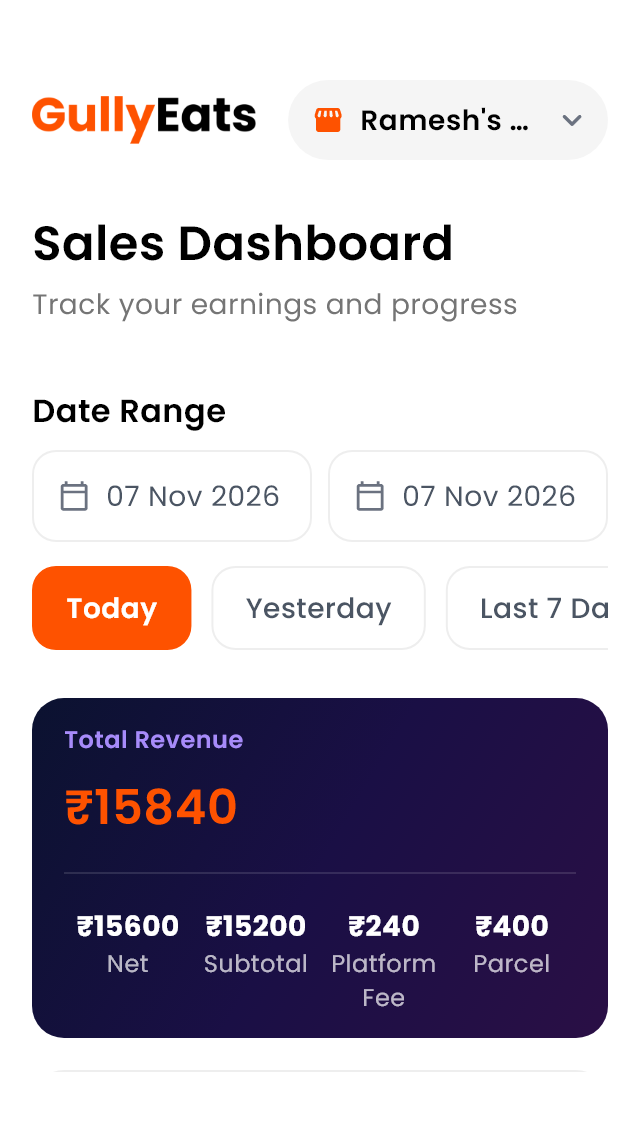 GullyEats
Ramesh's ...
Sales Dashboard
Track your earnings and progress
Date Range
07 Nov 2026 07 Nov 2026
Today Yesterday Last 7 Da
Total Revenue
₹15840
₹15600 ₹15200 ₹240 ₹400
Net Subtotal Platform Fee Parcel